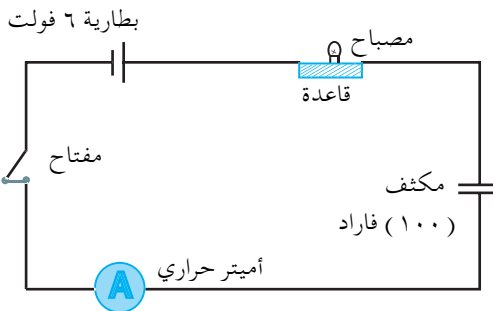 بطارية ٦ فولت
مصباح
قاعدة
مفتاح
مكثف
(١٠٠) فاراد
أميتر حراري
A